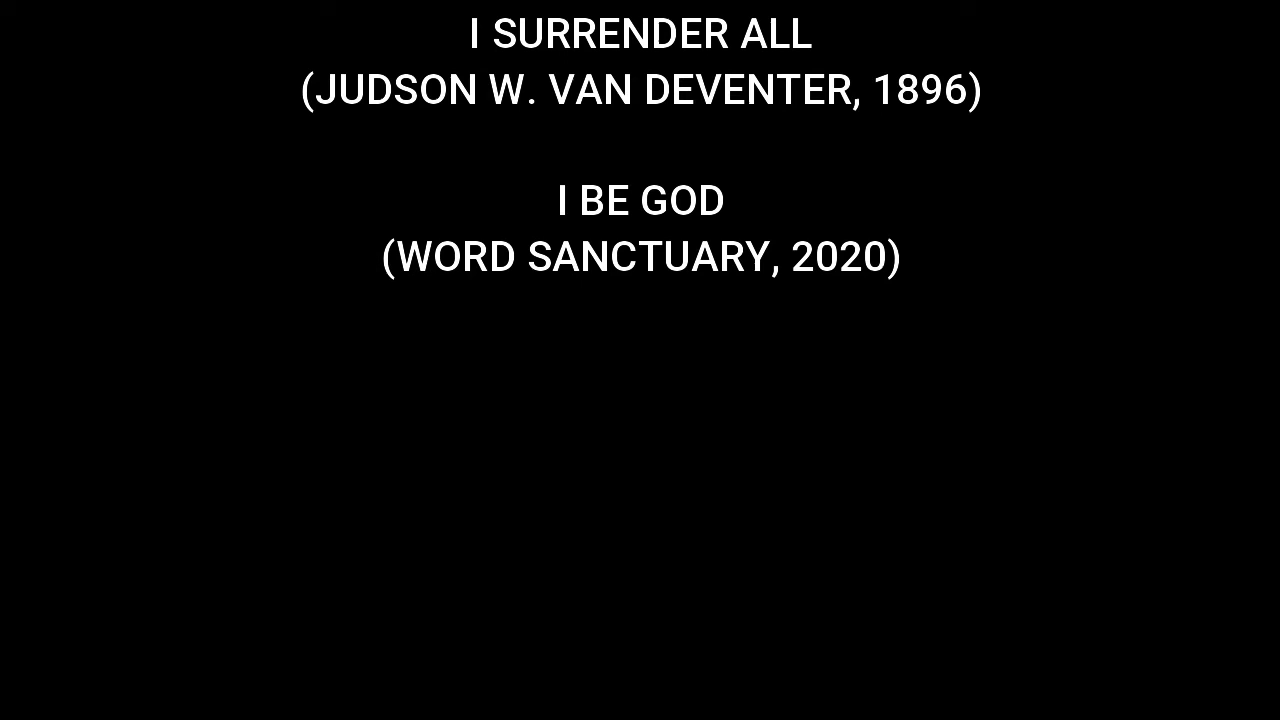 I SURRENDER ALL
(JUDSON W. VAN DEVENTER, 1896)
I BE GOD
(WORD SANCTUARY, 2020)